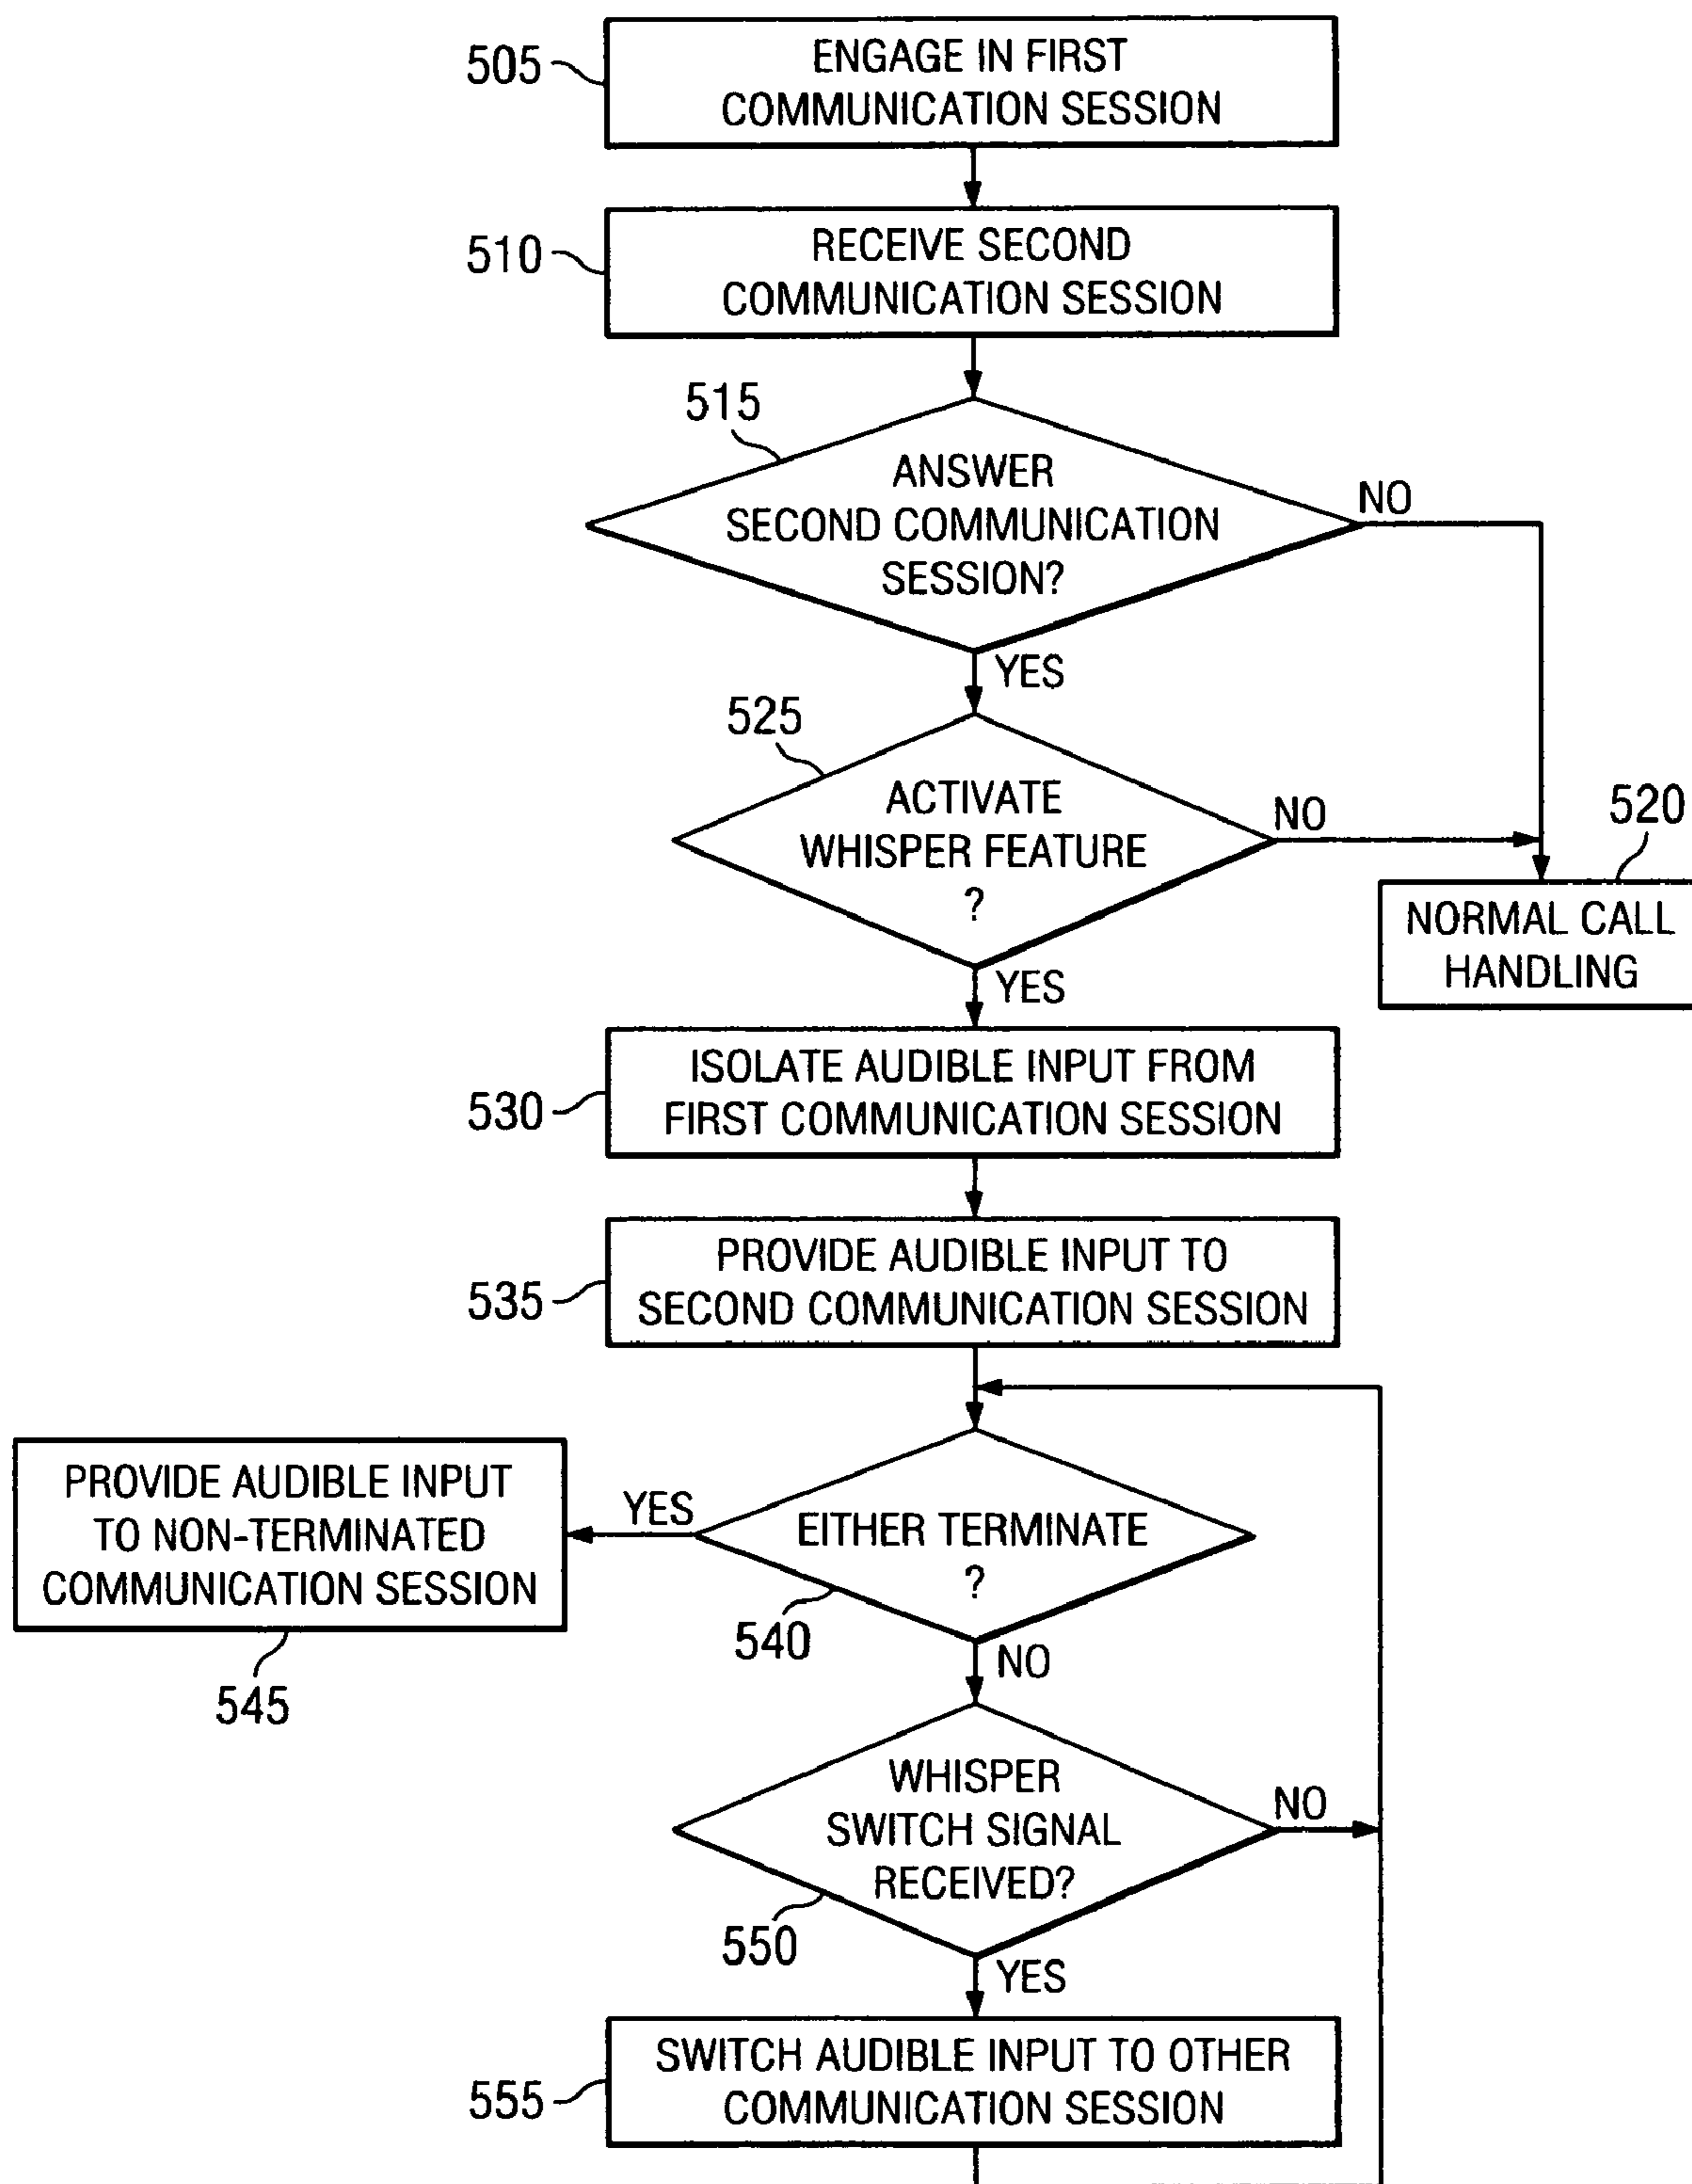 505
ENGAGE IN FIRST
COMMUNICATION SESSION
510
RECEIVE SECOND
COMMUNICATION SESSION
515
ANSWER
SECOND COMMUNICATION
SESSION?
NO
YES
525
ACTIVATE
WHISPER FEATURE
?
NO
YES
520
NORMAL CALL
HANDLING
530
ISOLATE AUDIBLE INPUT FROM
FIRST COMMUNICATION SESSION
535
PROVIDE AUDIBLE INPUT TO
SECOND COMMUNICATION SESSION
EITHER TERMINATE
?
540
YES
NO
PROVIDE AUDIBLE INPUT
TO NON-TERMINATED
COMMUNICATION SESSION
545
WHISPER
SWITCH SIGNAL
RECEIVED?
550
NO
YES
555
SWITCH AUDIBLE INPUT TO OTHER
COMMUNICATION SESSION